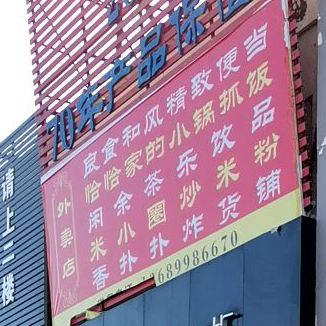 70年产品保
良食和风精致便当
恰恰家的小锅抓饭
闲余茶乐饮品
米小圈炒米粉
香扑扑炸货铺
外卖店
689986670
请上二楼